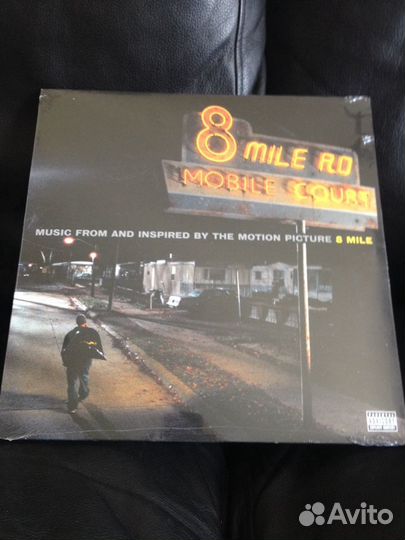 8 MILE RD
MOBILE COURT
MUSIC FROM AND INSPIRED BY THE MOTION PICTURE 8 MILE
PARENTAL
ADVISORY
EXPLICIT CONTENT
Avito